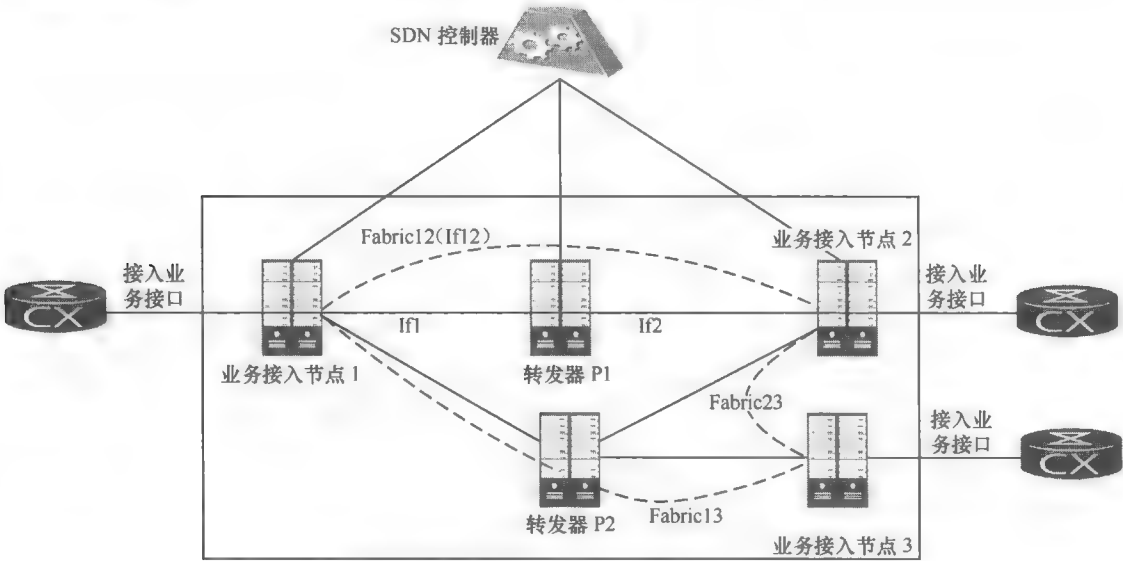 SDN 控制器
Fabric12(If12)
业务接入节点 2
接入业
务接口
接入业
务接口
CX
If1
If2
CX
业务接入节点 1
转发器 P1
Fabric23
接入业
务接口
CX
转发器 P2
Fabric13
业务接入节点 3